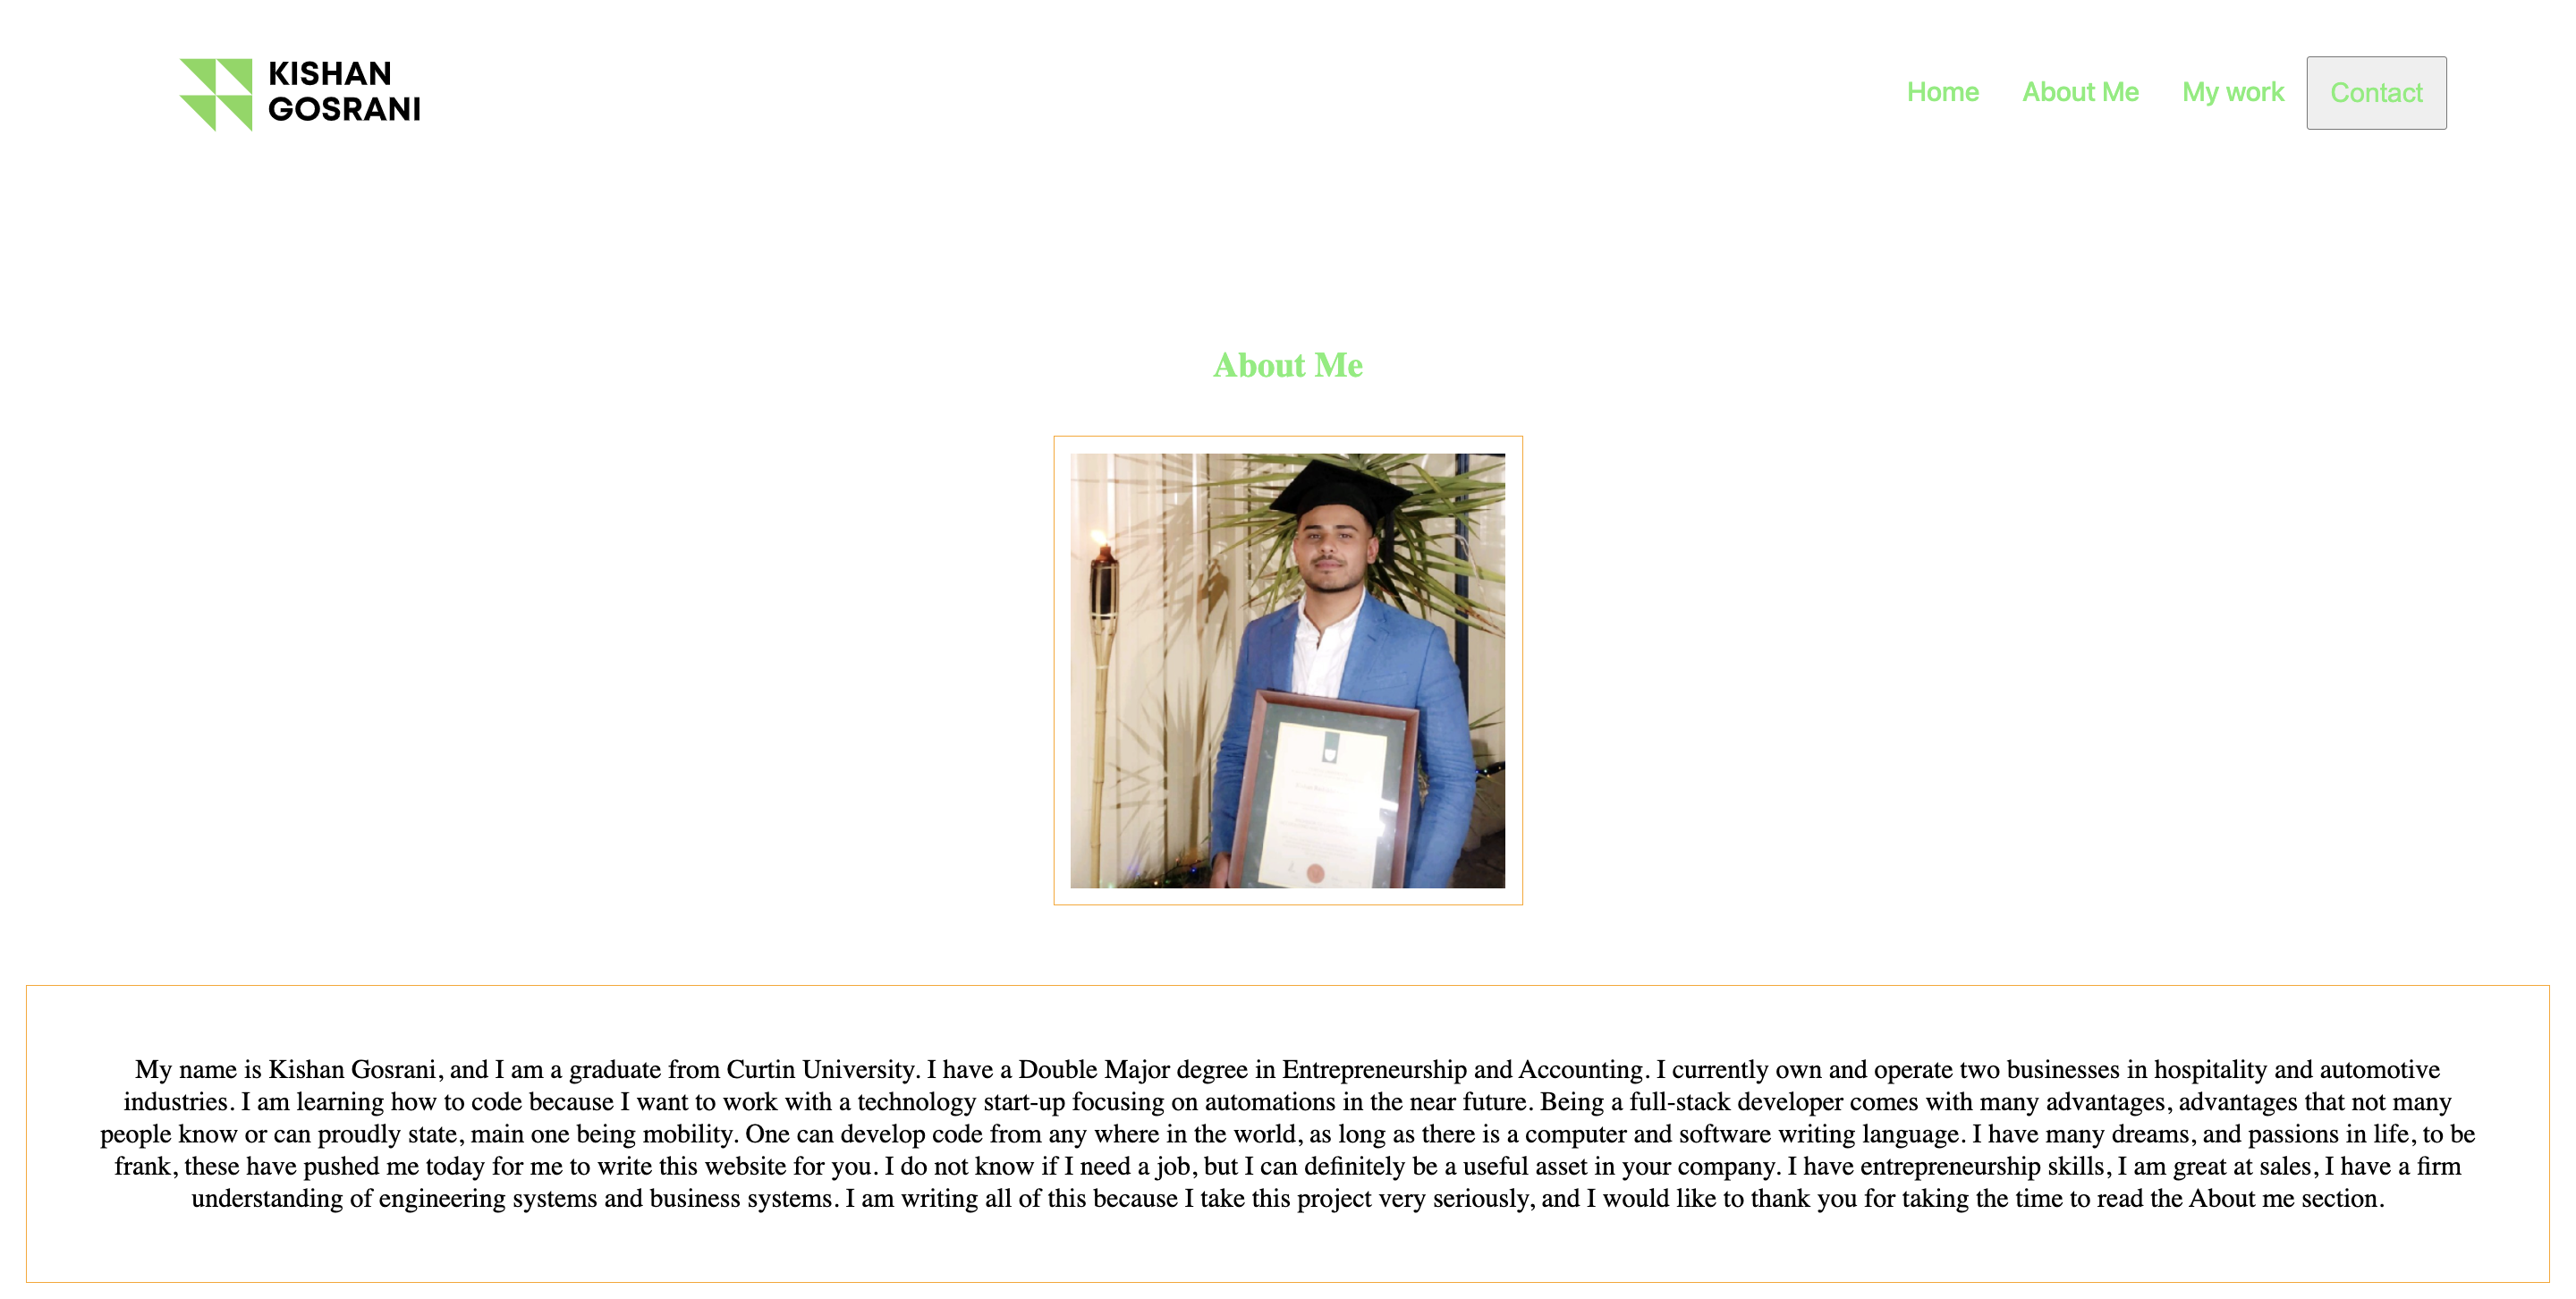 KISHAN
GOSRANI
Home About Me My work Contact
About Me
My name is Kishan Gosrani, and I am a graduate from Curtin University. I have a Double Major degree in Entrepreneurship and Accounting. I currently own and operate two businesses in hospitality and automotive
industries. I am learning how to code because I want to work with a technology start-up focusing on automations in the near future. Being a full-stack developer comes with many advantages, advantages that not many
people know or can proudly state, main one being mobility. One can develop code from any where in the world, as long as there is a computer and software writing language. I have many dreams, and passions in life, to be
frank, these have pushed me today for me to write this website for you. I do not know if I need a job, but I can definitely be a useful asset in your company. I have entrepreneurship skills, I am great at sales, I have a firm
understanding of engineering systems and business systems. I am writing all of this because I take this project very seriously, and I would like to thank you for taking the time to read the About me section.